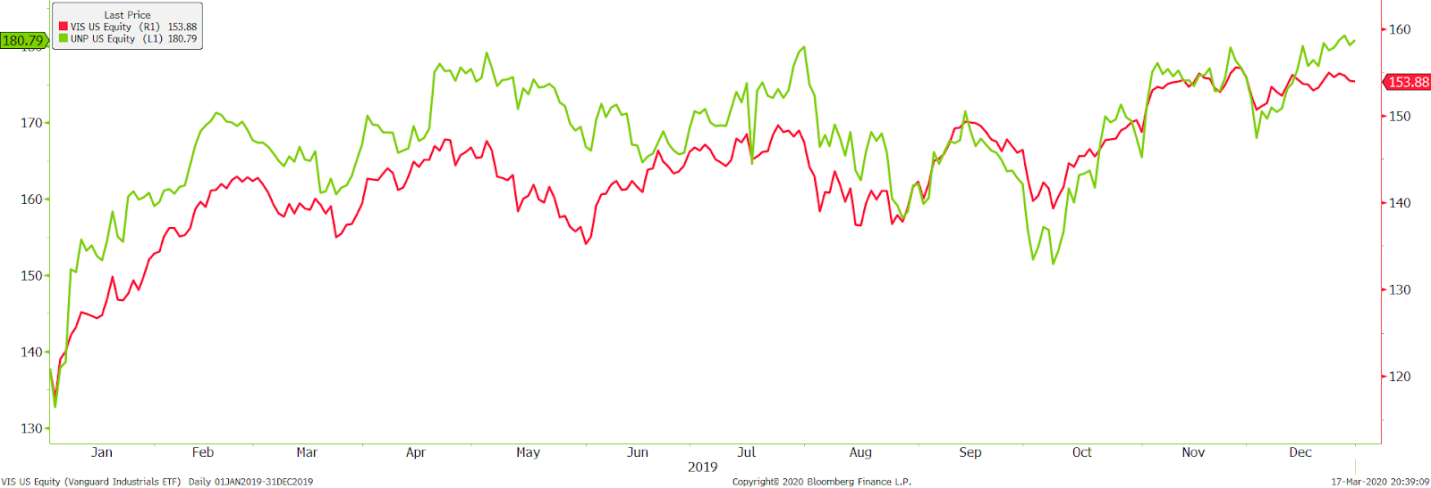 Last Price
VIS US Equity (R1) 153.88
UNP US Equity (L1) 180.79
180.79
180
170
160
150
140
130
160
153.88
150
140
130
120
Jan Feb Mar Apr May Jun Jul Aug Sep Oct Nov Dec
2019
VIS US Equity (Vanguard Industrials ETF) Daily 01JAN2019-31DEC2019 Copyright© 2020 Bloomberg Finance L.P. 17-Mar-2020 20:39:09